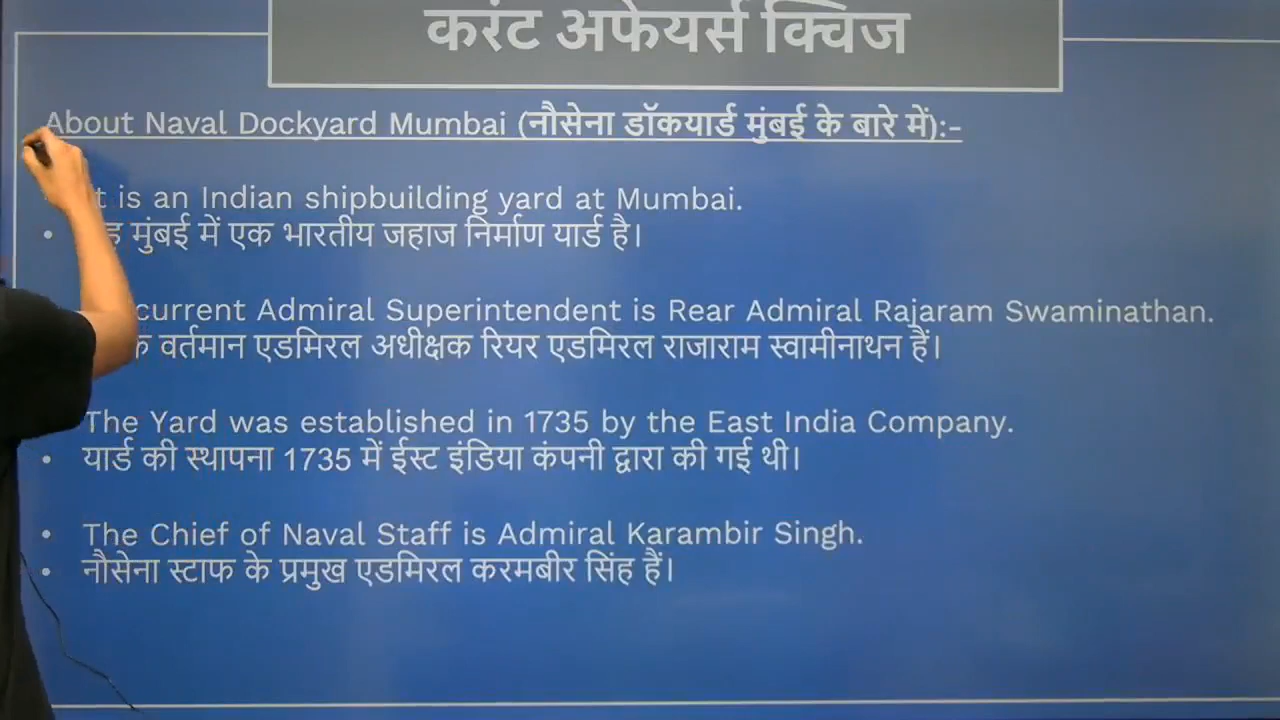 करंट अफेयर्स क्विज
About Naval Dockyard Mumbai (नौसेना डॉकयार्ड मुंबई के बारे में):-
is an Indian shipbuilding yard at Mumbai.
• मुंबई में एक भारतीय जहाज निर्माण यार्ड है।
current Admiral Superintendent is Rear Admiral Rajaram Swaminathan.
वर्तमान एडमिरल अधीक्षक रियर एडमिरल राजाराम स्वामीनाथन हैं।
The Yard was established in 1735 by the East India Company.
• यार्ड की स्थापना 1735 में ईस्ट इंडिया कंपनी द्वारा की गई थी।
• The Chief of Naval Staff is Admiral Karambir Singh.
• नौसेना स्टाफ के प्रमुख एडमिरल करमबीर सिंह हैं।